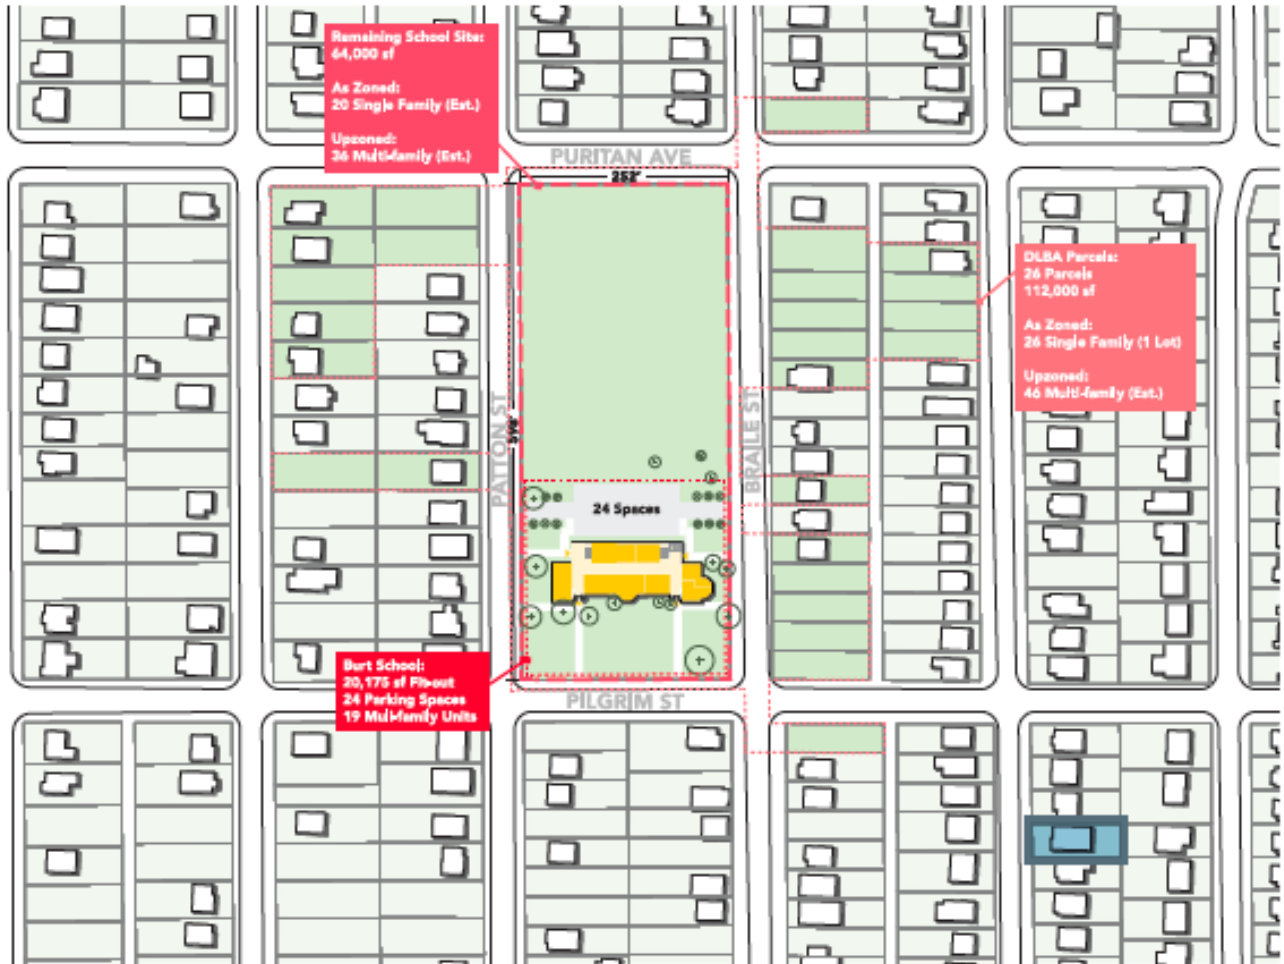 Remaining School Site:
64,000 sf
As Zoned:
20 Single Family (Est.)
Upzoned:
36 Multi-family (Est.)
PURITAN AVE
252'
DLBA Parcels:
26 Parcels
112,000 sf
As Zoned:
26 Single Family (1 Lot)
Upzoned:
46 Multi-family (Est.)
PATTON ST
598'
BRALE ST
24 Spaces
Burt School:
20,175 sf Fit-out
24 Parking Spaces
19 Multi-family Units
PILGRIM ST